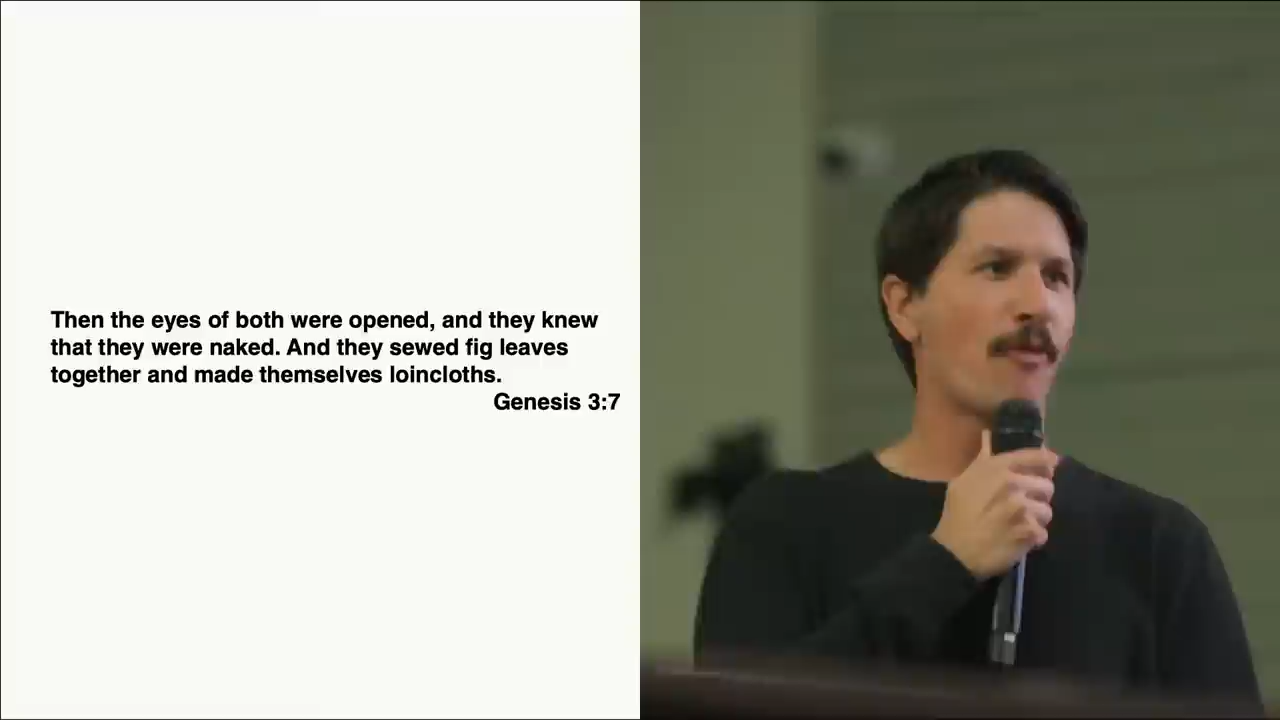 Then the eyes of both were opened, and they knew
that they were naked. And they sewed fig leaves
together and made themselves loincloths.
Genesis 3:7